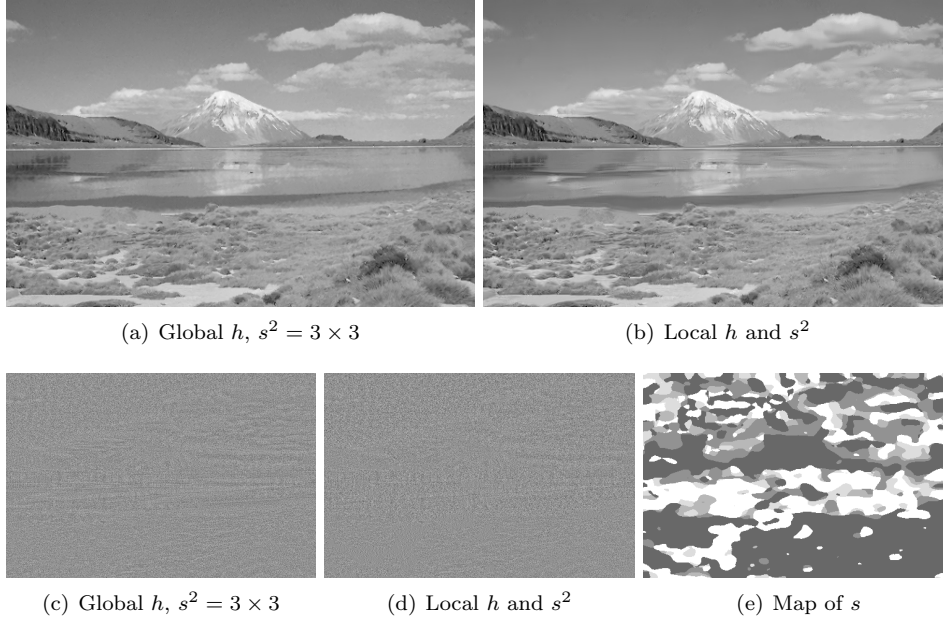 (a) Global h, s² = 3 × 3
(b) Local h and s²
(c) Global h, s² = 3 × 3
(d) Local h and s²
(e) Map of s